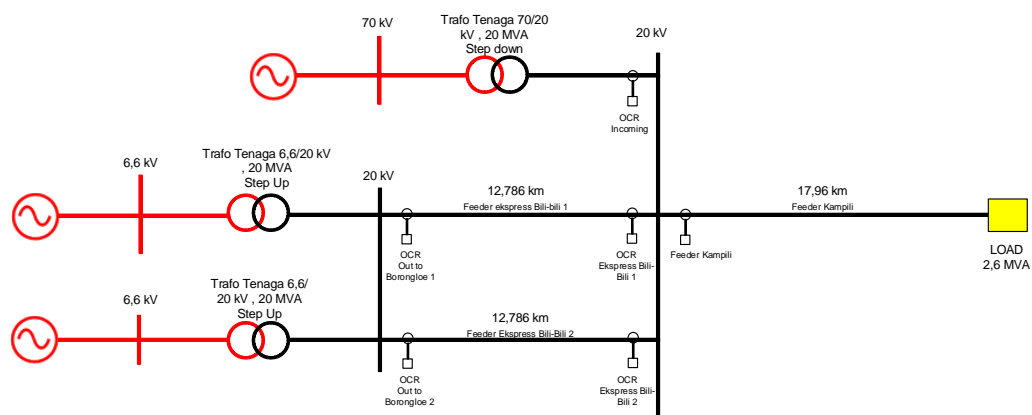 70 kV
Trafo Tenaga 70/20
kV , 20 MVA
Step down
20 kV
OCR
Incoming
6,6 kV
Trafo Tenaga 6,6/20 kV
, 20 MVA
Step Up
20 kV
12,786 km
Feeder ekspress Bili-bili 1
17,96 km
Feeder Kampili
OCR
Out to
Borongloe 1
OCR
Ekspress Bili-
Bili 1
Feeder Kampili
LOAD
2,6 MVA
6,6 kV
Trafo Tenaga 6,6/
20 kV , 20 MVA
Step Up
12,786 km
Feeder Ekspress Bili-Bili 2
OCR
Out to
Borongloe 2
OCR
Ekspress Bili-
Bili 2